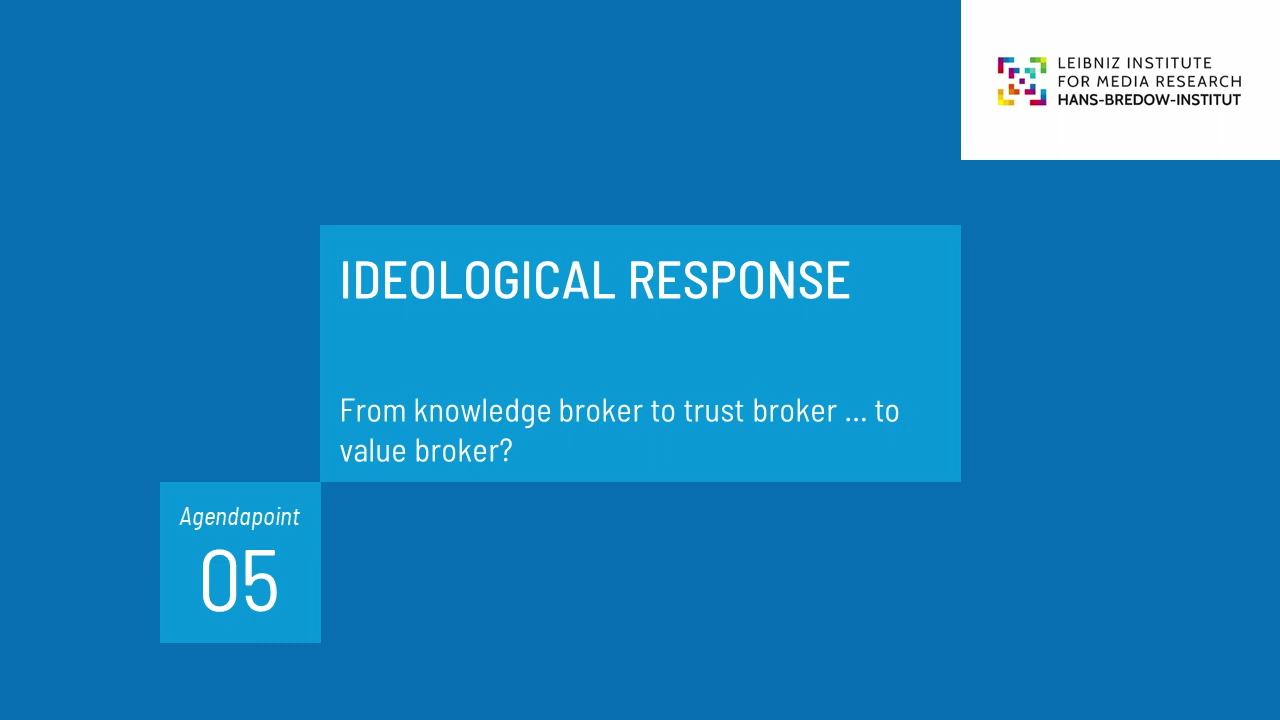 LEIBNIZ INSTITUTE
FOR MEDIA RESEARCH
HANS-BREDOW-INSTITUT
IDEOLOGICAL RESPONSE
From knowledge broker to trust broker ... to
value broker?
Agendapoint
05